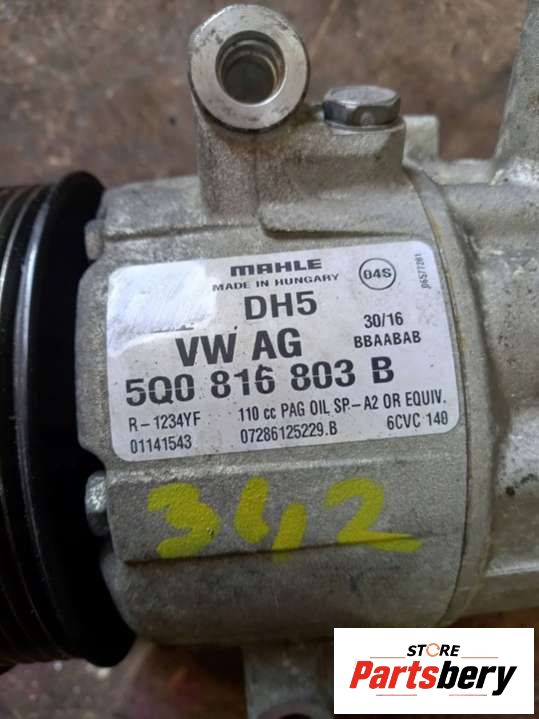 MAHLE
MADE IN HUNGARY
04S
06577281
DH5
30/16
VW AG
BBAABAB
5Q0 816 803 B
R-1234YF 110 cc PAG OIL SP-A2 OR EQUIV.
01141543 07286125229.B 6CVC 140
342
STORE
Partsbery